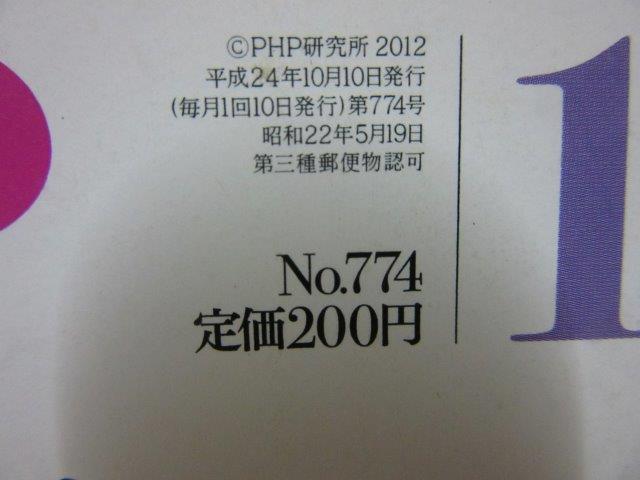 ©PHP研究所 2012
平成24年10月10日発行
(毎月1回10日発行)第774号
昭和22年5月19日
第三種郵便物認可
No.774
定価200円
1